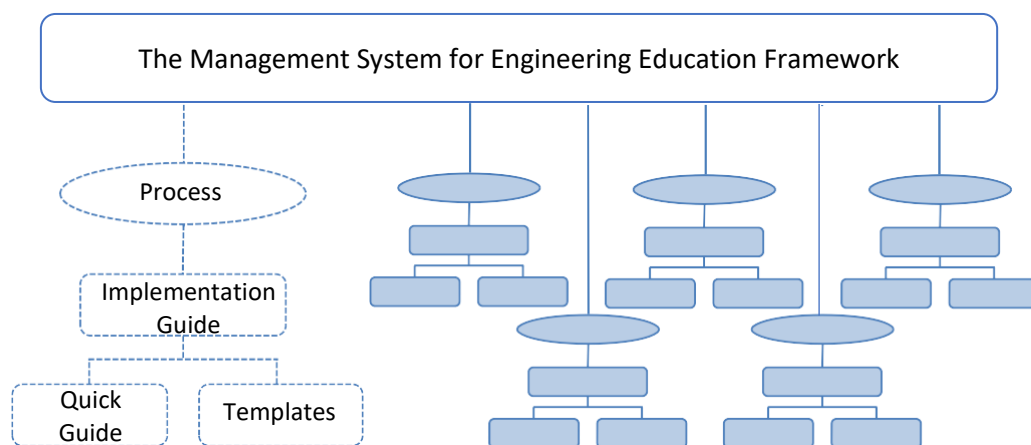 The Management System for Engineering Education Framework
Process
Implementation
Guide
Quick
Guide
Templates